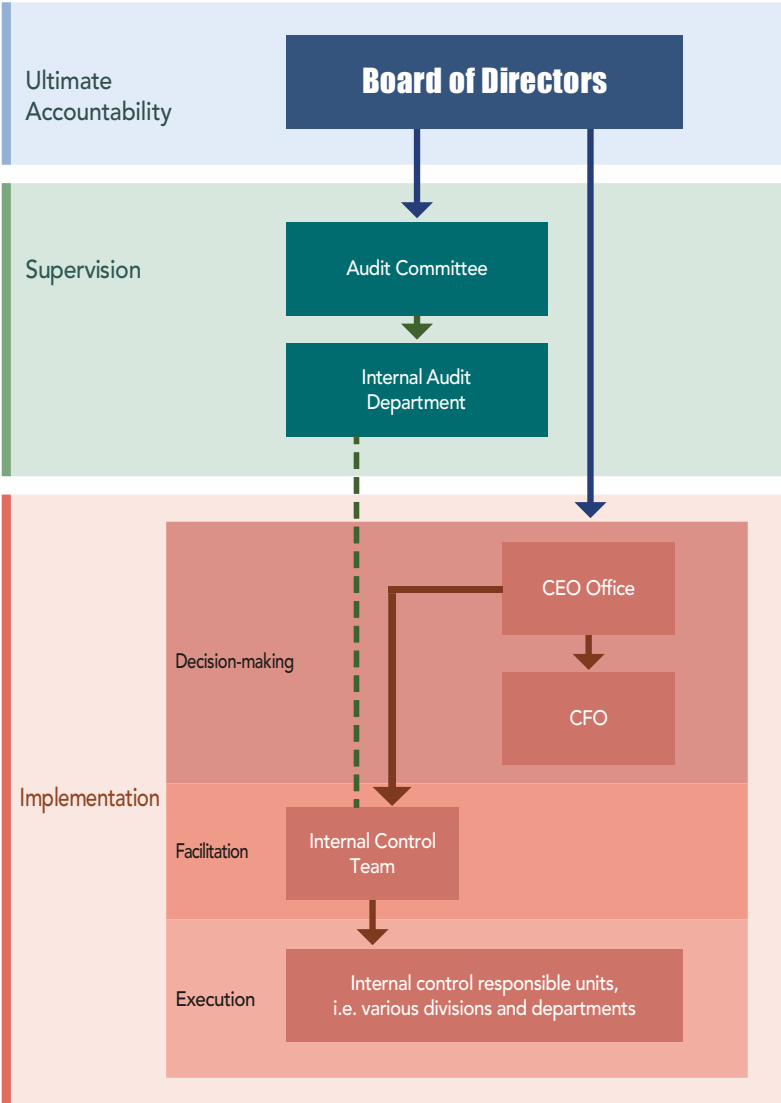 Ultimate
Accountability
Board of Directors
Supervision
Audit Committee
Internal Audit
Department
Implementation
Decision-making
CEO Office
CFO
Facilitation
Internal Control
Team
Execution
Internal control responsible units,
i.e. various divisions and departments